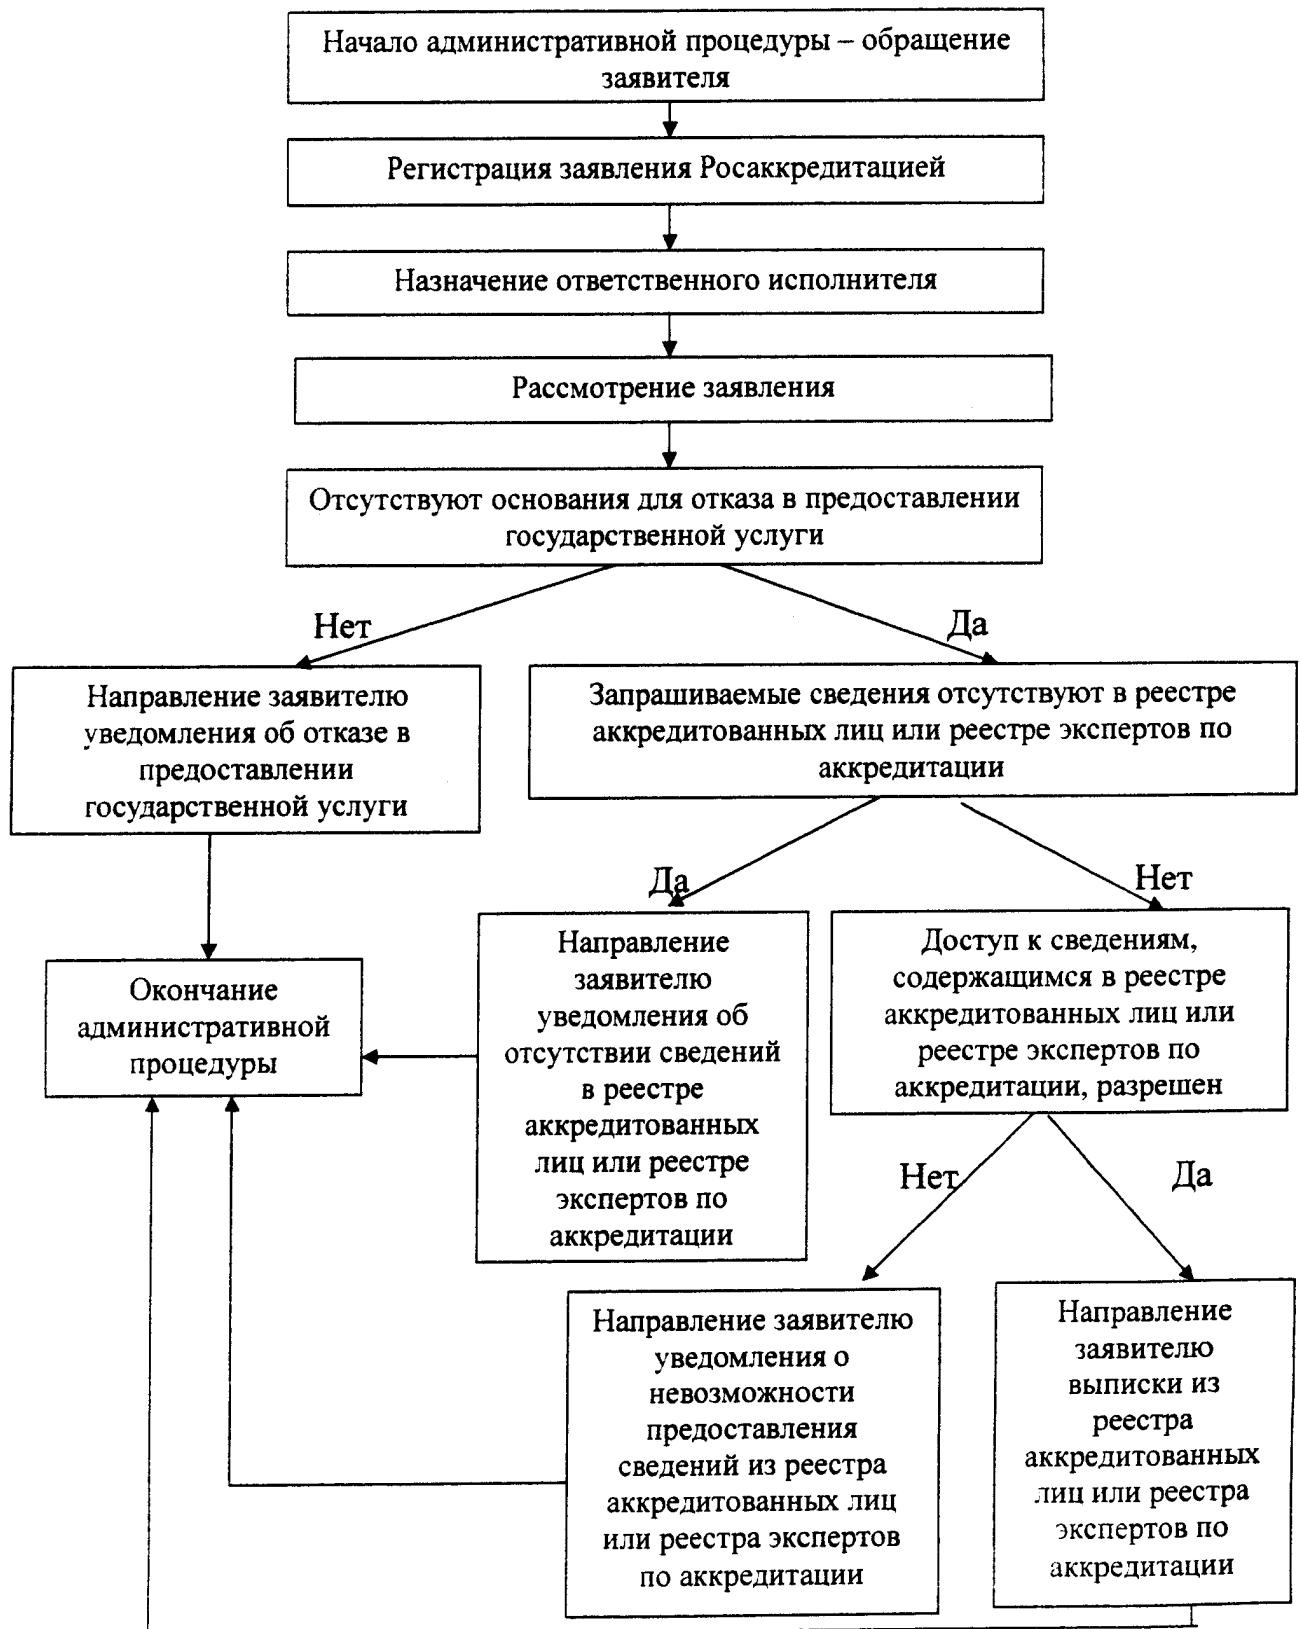 Начало административной процедуры – обращение
заявителя
Регистрация заявления Росаккредитацией
Назначение ответственного исполнителя
Рассмотрение заявления
Отсутствуют основания для отказа в предоставлении
государственной услуги
Нет
Да
Направление заявителю
уведомления об отказе в
предоставлении
государственной услуги
Запрашиваемые сведения отсутствуют в реестре
аккредитованных лиц или реестре экспертов по
аккредитации
Да
Нет
Окончание
административной
процедуры
Направление
заявителю
уведомления об
отсутствии сведений
в реестре
аккредитованных
лиц или реестре
экспертов по
аккредитации
Доступ к сведениям,
содержащимся в реестре
аккредитованных лиц или
реестре экспертов по
аккредитации, разрешен
Нет
Да
Направление заявителю
уведомления о
невозможности
предоставления
сведений из реестра
аккредитованных лиц
или реестра экспертов
по аккредитации
Направление
заявителю
выписки из
реестра
аккредитованных
лиц или реестра
экспертов по
аккредитации